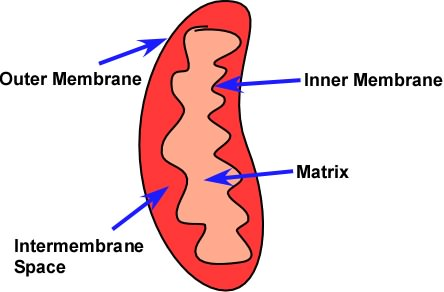 Outer Membrane
Inner Membrane
Matrix
Intermembrane
Space